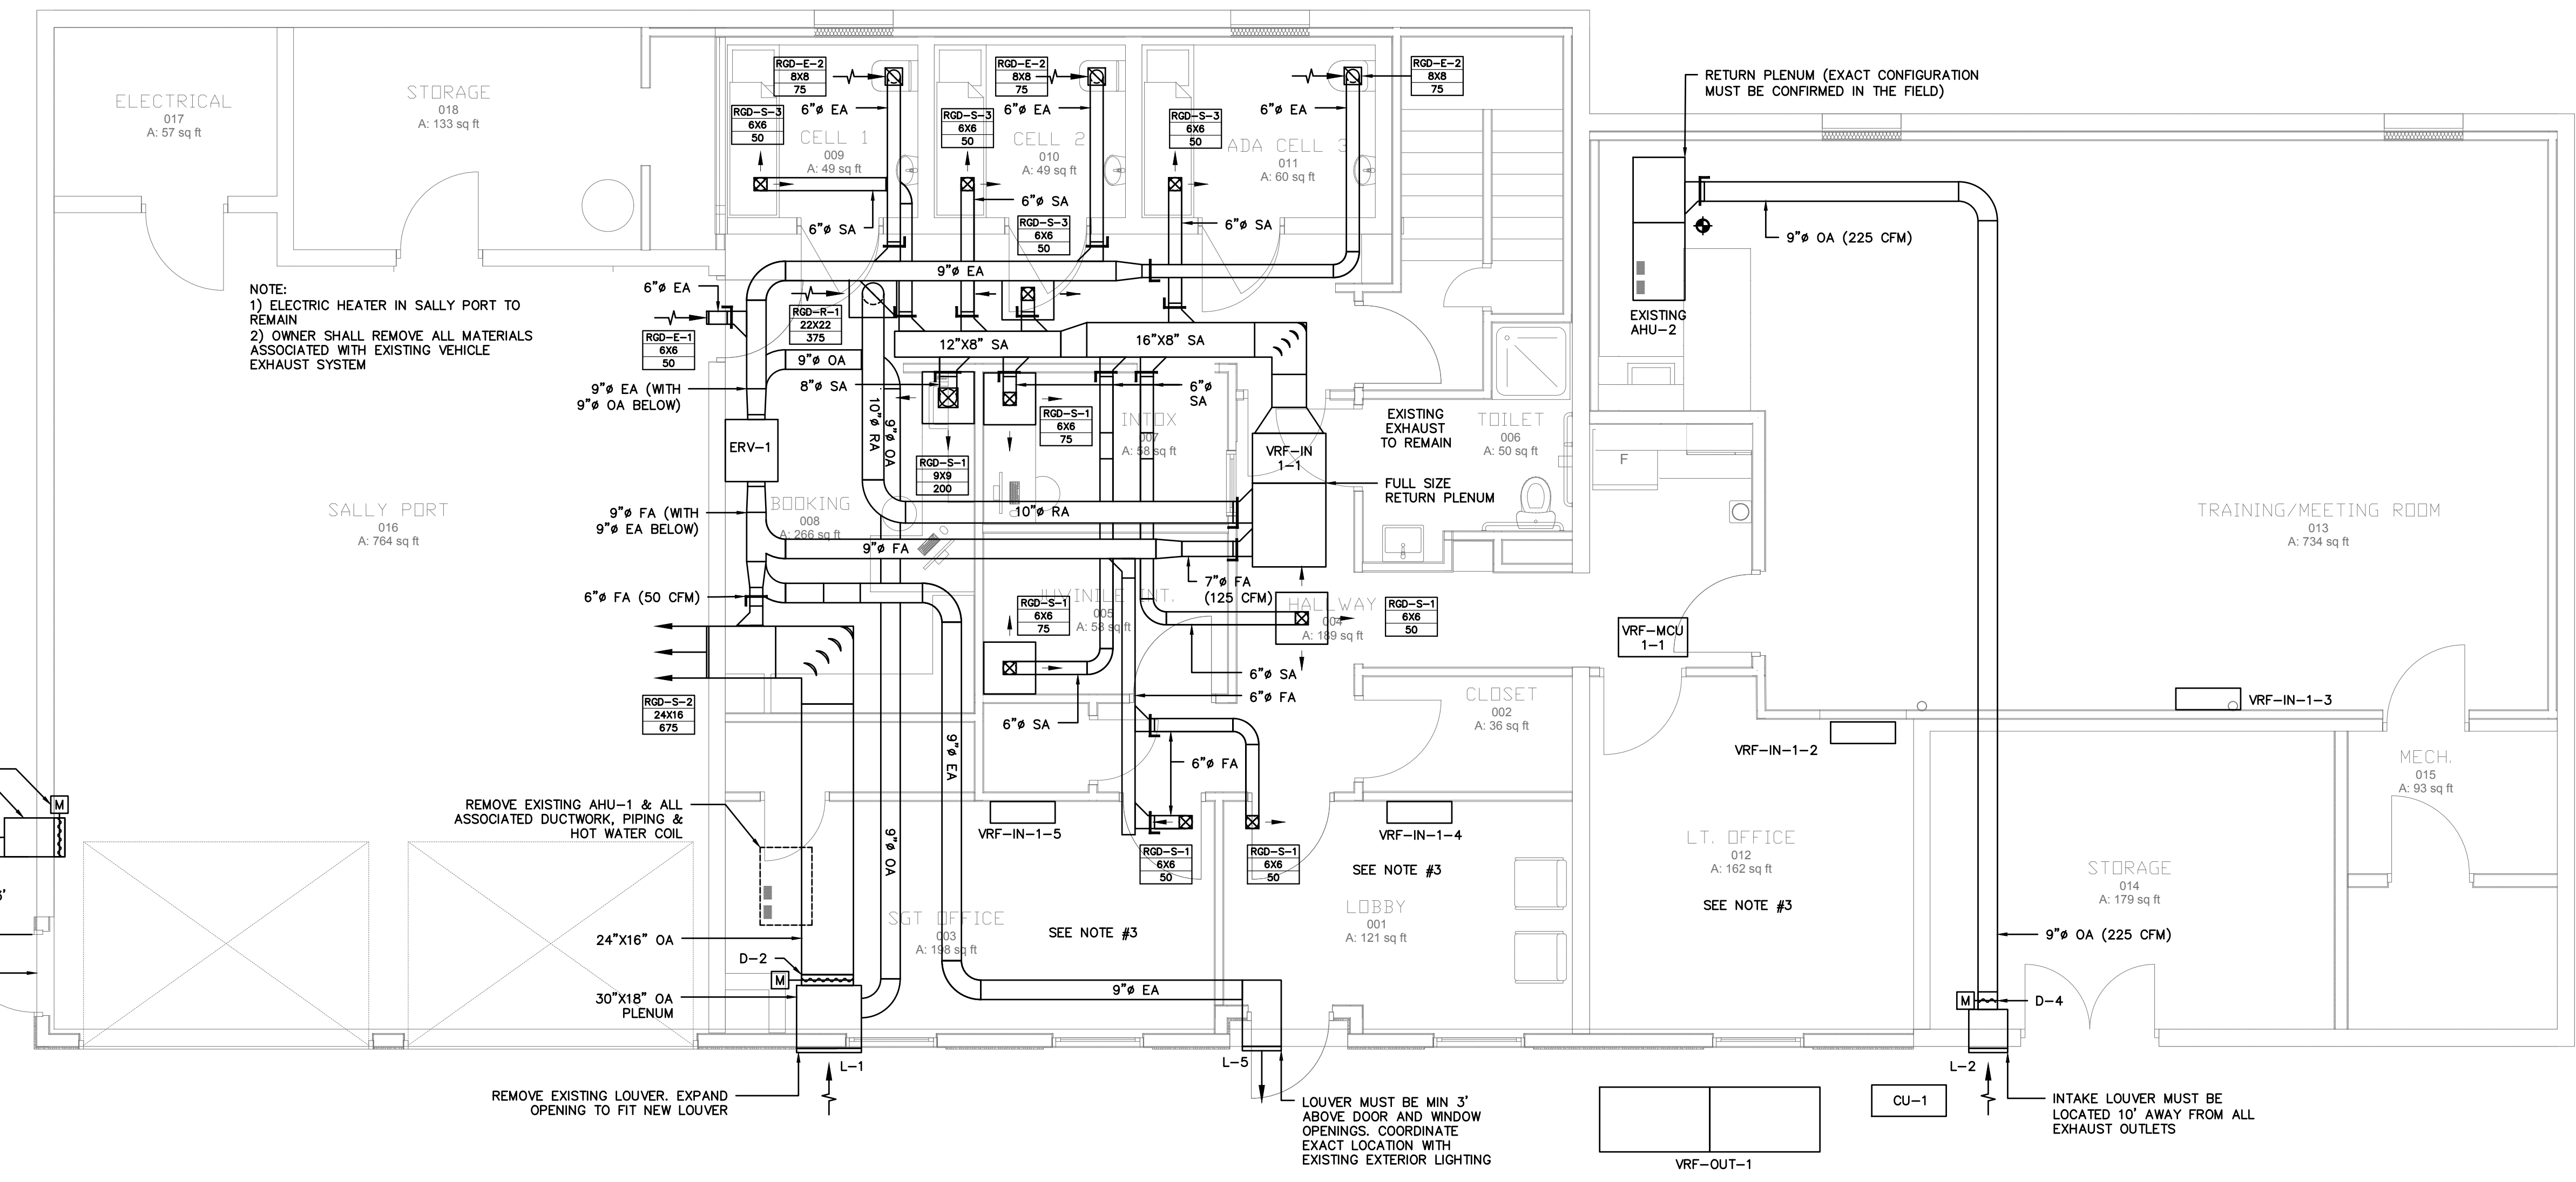 ELECTRICAL
017
A: 57 sq ft
STORAGE
018
A: 133 sq ft
RGD-E-2
8X8
75
RGD-S-3
6X6
50
6"ø EA
CELL 1
009
A: 49 sq ft
6"ø SA
RGD-E-2
8X8
75
RGD-S-3
6X6
50
6"ø EA
CELL 2
010
A: 49 sq ft
6"ø SA
RGD-S-3
6X6
50
RGD-S-3
6X6
50
6"ø EA
ADA CELL 3
011
A: 60 sq ft
6"ø SA
RGD-E-2
8X8
75
RETURN PLENUM (EXACT CONFIGURATION
MUST BE CONFIRMED IN THE FIELD)
9"ø OA (225 CFM)
EXISTING
AHU-2
NOTE:
1) ELECTRIC HEATER IN SALLY PORT TO
REMAIN
2) OWNER SHALL REMOVE ALL MATERIALS
ASSOCIATED WITH EXISTING VEHICLE
EXHAUST SYSTEM
6"ø EA
RGD-E-1
6X6
50
9"ø EA
RGD-R-1
22X22
375
12"X8" SA
16"X8" SA
9"ø OA
8"ø SA
6"ø
SA
9"ø EA (WITH
9"ø OA BELOW)
10"ø RA
9"ø OA
RGD-S-1
6X6
75
INTOX
007
A: 58 sq ft
EXISTING
EXHAUST
TO REMAIN
TOILET
006
A: 50 sq ft
F
ERV-1
VRF-IN
1-1
RGD-S-1
9X9
200
FULL SIZE
RETURN PLENUM
SALLY PORT
016
A: 764 sq ft
9"ø FA (WITH
9"ø EA BELOW)
BOOKING
008
A: 266 sq ft
10"ø RA
9"ø FA
TRAINING/MEETING ROOM
013
A: 734 sq ft
6"ø FA (50 CFM)
7"ø FA
(125 CFM)
JUVINILE INT.
005
A: 58 sq ft
RGD-S-1
6X6
75
HALLWAY
004
A: 189 sq ft
RGD-S-1
6X6
50
VRF-MCU
1-1
6"ø SA
6"ø FA
6"ø SA
RGD-S-2
24X16
675
CLOSET
002
A: 36 sq ft
VRF-IN-1-3
9"ø EA
6"ø FA
VRF-IN-1-2
MECH.
015
A: 93 sq ft
M
REMOVE EXISTING AHU-1 & ALL
ASSOCIATED DUCTWORK, PIPING &
HOT WATER COIL
VRF-IN-1-5
VRF-IN-1-4
9"ø OA
RGD-S-1
6X6
50
RGD-S-1
6X6
50
SEE NOTE #3
LT. OFFICE
012
A: 162 sq ft
SEE NOTE #3
STORAGE
014
A: 179 sq ft
SGT OFFICE
003
A: 198 sq ft
SEE NOTE #3
LOBBY
001
A: 121 sq ft
24"X16" OA
D-2
M
30"X18" OA
PLENUM
9"ø EA
9"ø OA (225 CFM)
M
D-4
L-1
L-5
L-2
REMOVE EXISTING LOUVER. EXPAND
OPENING TO FIT NEW LOUVER
LOUVER MUST BE MIN 3'
ABOVE DOOR AND WINDOW
OPENINGS. COORDINATE
EXACT LOCATION WITH
EXISTING EXTERIOR LIGHTING
VRF-OUT-1
CU-1
INTAKE LOUVER MUST BE
LOCATED 10' AWAY FROM ALL
EXHAUST OUTLETS